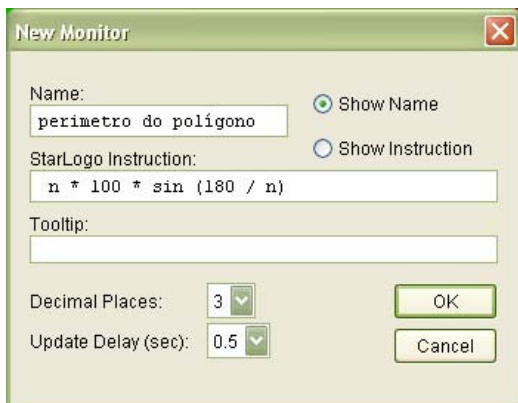 New Monitor
Name:
perimetro do polígono
Show Name
Show Instruction
StarLogo Instruction:
n * 100 * sin (180 / n)
Tooltip:
Decimal Places:
3
OK
Update Delay (sec):
0.5
Cancel